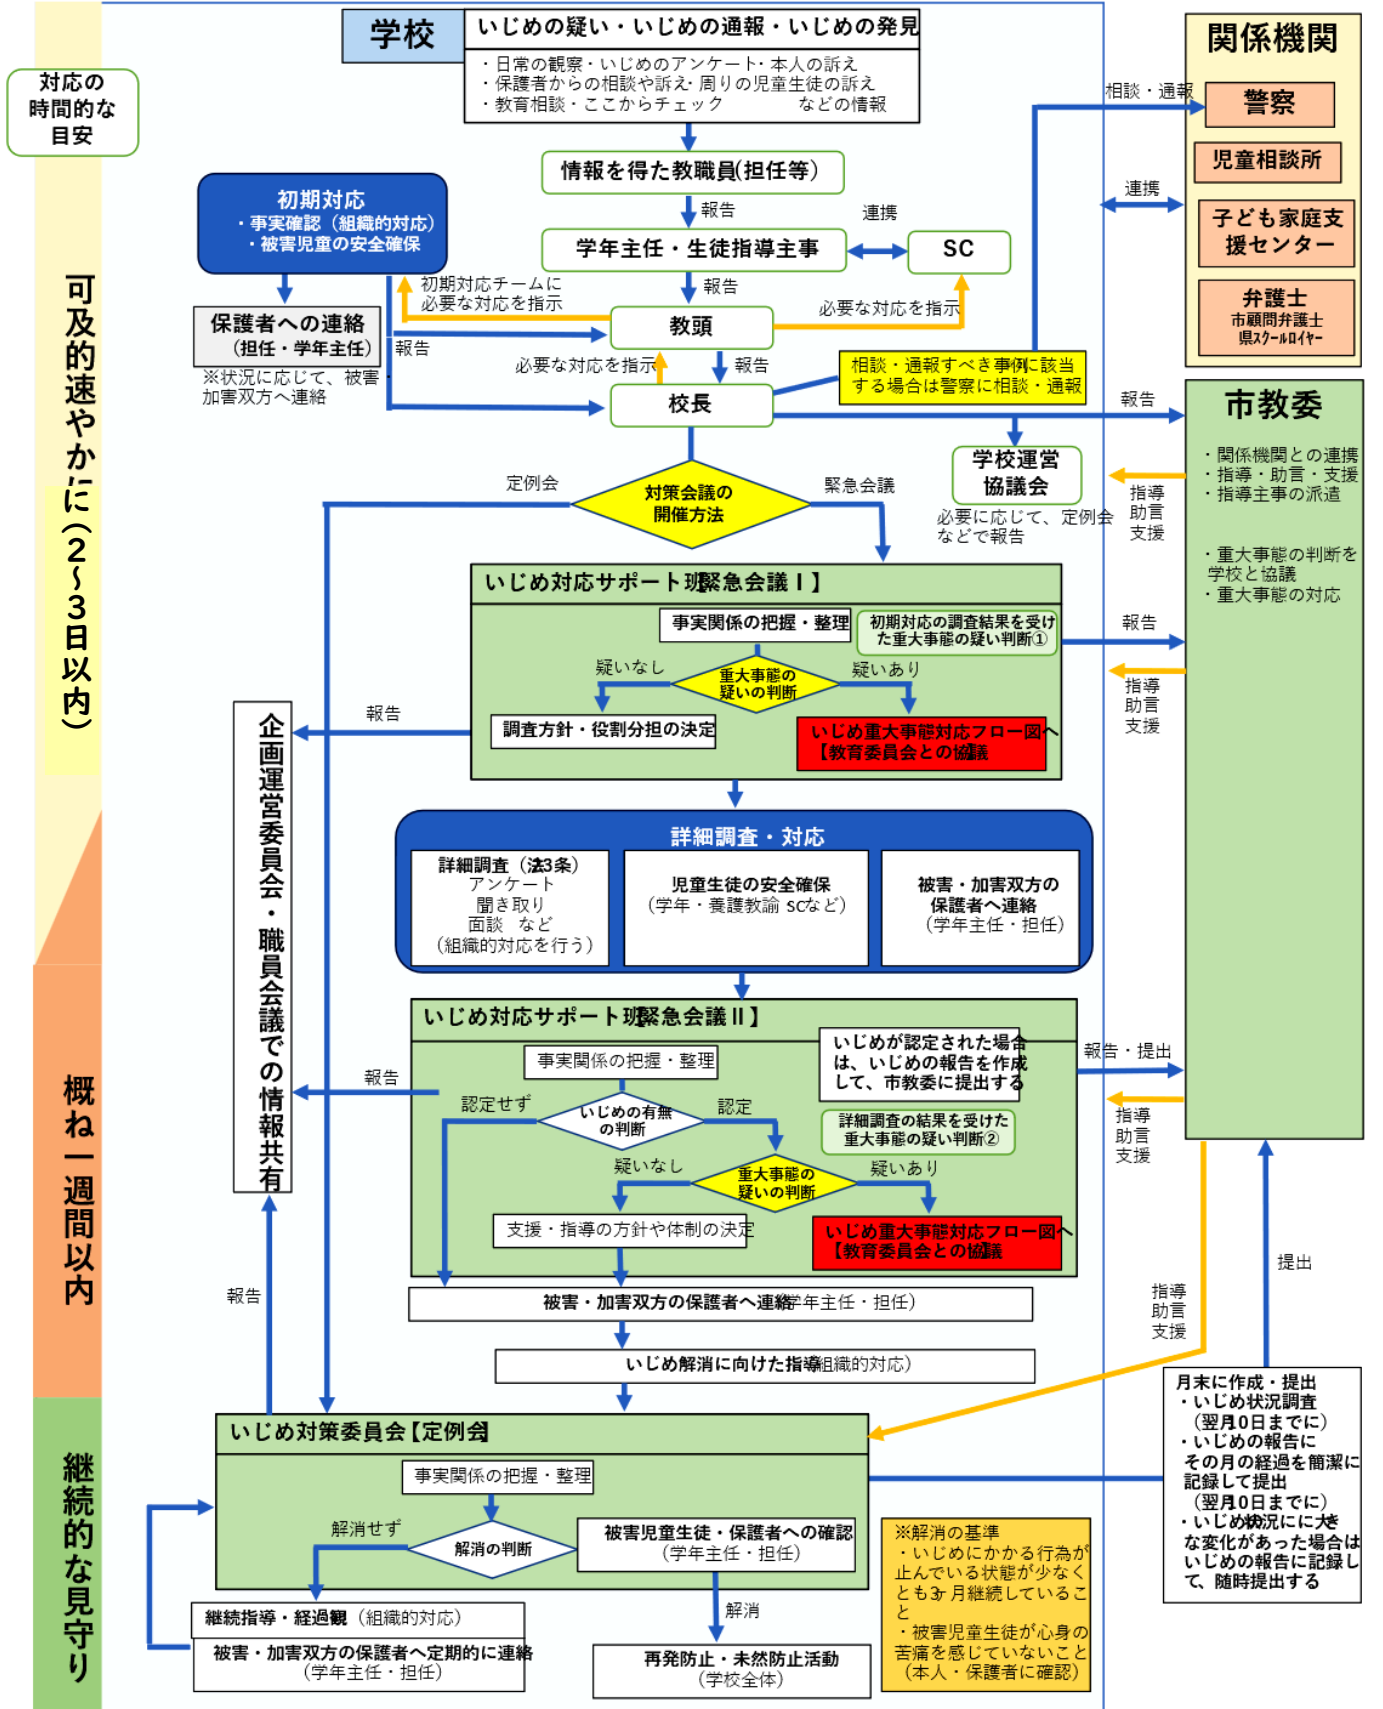 対応の
時間的な
目安
可及的速やかに（２～３日以内）
概ね一週間以内
継続的な見守り
学校
いじめの疑い・いじめの通報・いじめの発見
・日常の観察・いじめのアンケート・本人の訴え
・保護者からの相談や訴え・周りの児童生徒の訴え
・教育相談・ここからチェック　　　　などの情報
情報を得た教職員(担任等）
報告
学年主任・生徒指導主事
連携
SC
報告
初期対応
・事実確認（組織的対応）
・被害児童の安全確保
初期対応チームに
必要な対応を指示
必要な対応を指示
保護者への連絡
（担任・学年主任）
※状況に応じて、被害・
加害双方へ連絡
報告
教頭
必要な対応を指示
報告
校長
相談・通報すべき事例に該当
する場合は警察に相談・通報
相談・通報
連携
関係機関
警察
児童相談所
子ども家庭支
援センター
弁護士
市顧問弁護士
県スクールロイヤー
報告
市教委
・関係機関との連携
・指導・助言・支援
・指導主事の派遣
・重大事態の判断を
学校と協議
・重大事態の対応
指導
助言
支援
学校運営
協議会
必要に応じて、定例会
などで報告
定例会
対策会議の
開催方法
緊急会議
いじめ対応サポート班【緊急会議Ⅰ】
事実関係の把握・整理
初期対応の調査結果を受け
た重大事態の疑い判断①
疑いなし
重大事態の
疑いの判断
疑いあり
調査方針・役割分担の決定
いじめ重大事態対応フロー図へ
【教育委員会との協議】
報告
報告
指導
助言
支援
企画運営委員会・職員会議での情報共有
詳細調査・対応
詳細調査（法23条）
アンケート
聞き取り
面談　など
（組織的対応を行う）
児童生徒の安全確保
（学年・養護教諭 SCなど）
被害・加害双方の
保護者へ連絡
（学年主任・担任）
いじめ対応サポート班【緊急会議Ⅱ】
事実関係の把握・整理
いじめが認定された場合
は、いじめの報告を作成
して、市教委に提出する
報告・提出
報告
認定せず
いじめの有無
の判断
認定
詳細調査の結果を受けた
重大事態の疑い判断②
疑いなし
重大事態の
疑いの判断
疑いあり
支援・指導の方針や体制の決定
いじめ重大事態対応フロー図へ
【教育委員会との協議】
指導
助言
支援
被害・加害双方の保護者へ連絡（学年主任・担任）
いじめ解消に向けた指導（組織的対応）
報告
指導
助言
支援
提出
いじめ対策委員会【定例会】
事実関係の把握・整理
解消せず
解消の判断
被害児童生徒・保護者への確認
（学年主任・担任）
解消
継続指導・経過観（組織的対応）
被害・加害双方の保護者へ定期的に連絡
（学年主任・担任）
再発防止・未然防止活動
（学校全体）
※解消の基準
・いじめにかかる行為が
止んでいる状態が少なく
とも3ヶ月継続しているこ
と
・被害児童生徒が心身の
苦痛を感じていないこと
（本人・保護者に確認）
月末に作成・提出
・いじめ状況調査
（翌月10日までに）
・いじめの報告に
その月の経過を簡潔に
記録して提出
（翌月10日までに）
・いじめ状況にに大き
な変化があった場合は
いじめの報告に記録し
て、随時提出する